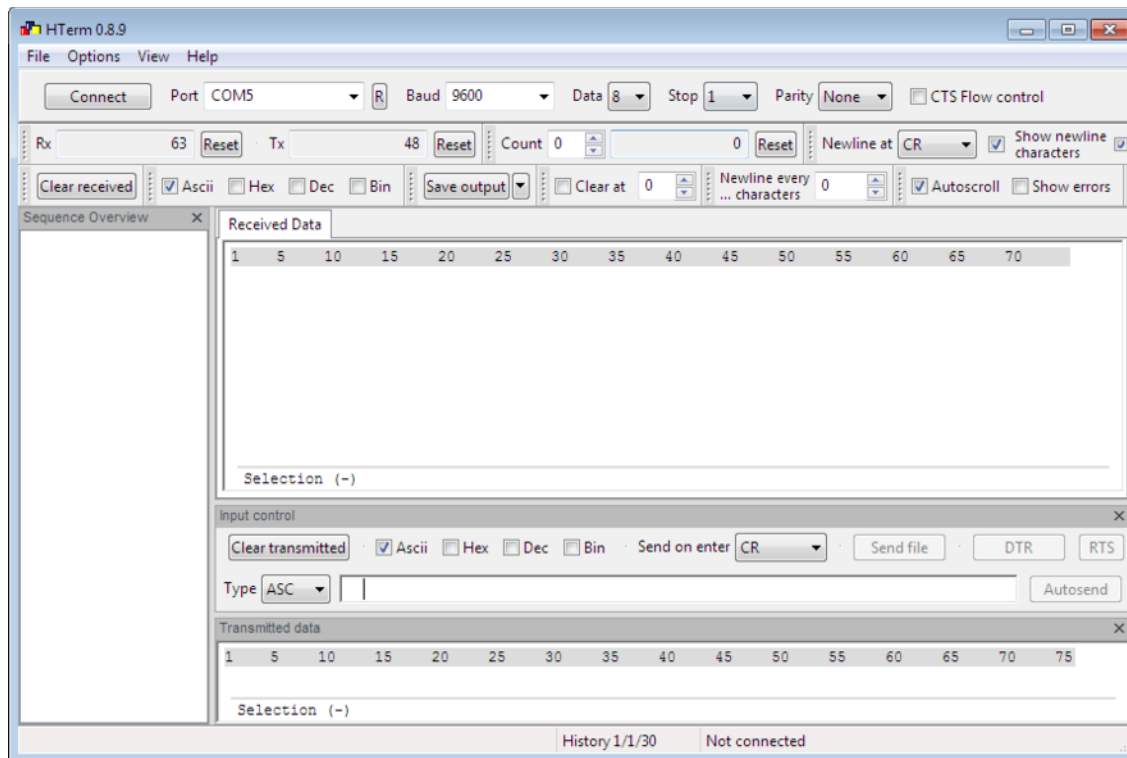 HTerm 0.8.9
File Options View Help
Connect Port COM5 R Baud 9600 Data 8 Stop 1 Parity None CTS Flow control
Rx 63 Reset Tx 48 Reset Count 0 0 Reset Newline at CR Show newline characters
Clear received Ascii Hex Dec Bin Save output Clear at 0 Newline every ... characters 0 Autoscroll Show errors
Sequence Overview
Received Data
1 5 10 15 20 25 30 35 40 45 50 55 60 65 70
Selection (-)
Input control
Clear transmitted Ascii Hex Dec Bin Send on enter CR Send file DTR RTS
Type ASC Autosend
Transmitted data
1 5 10 15 20 25 30 35 40 45 50 55 60 65 70 75
Selection (-)
History 1/1/30 Not connected